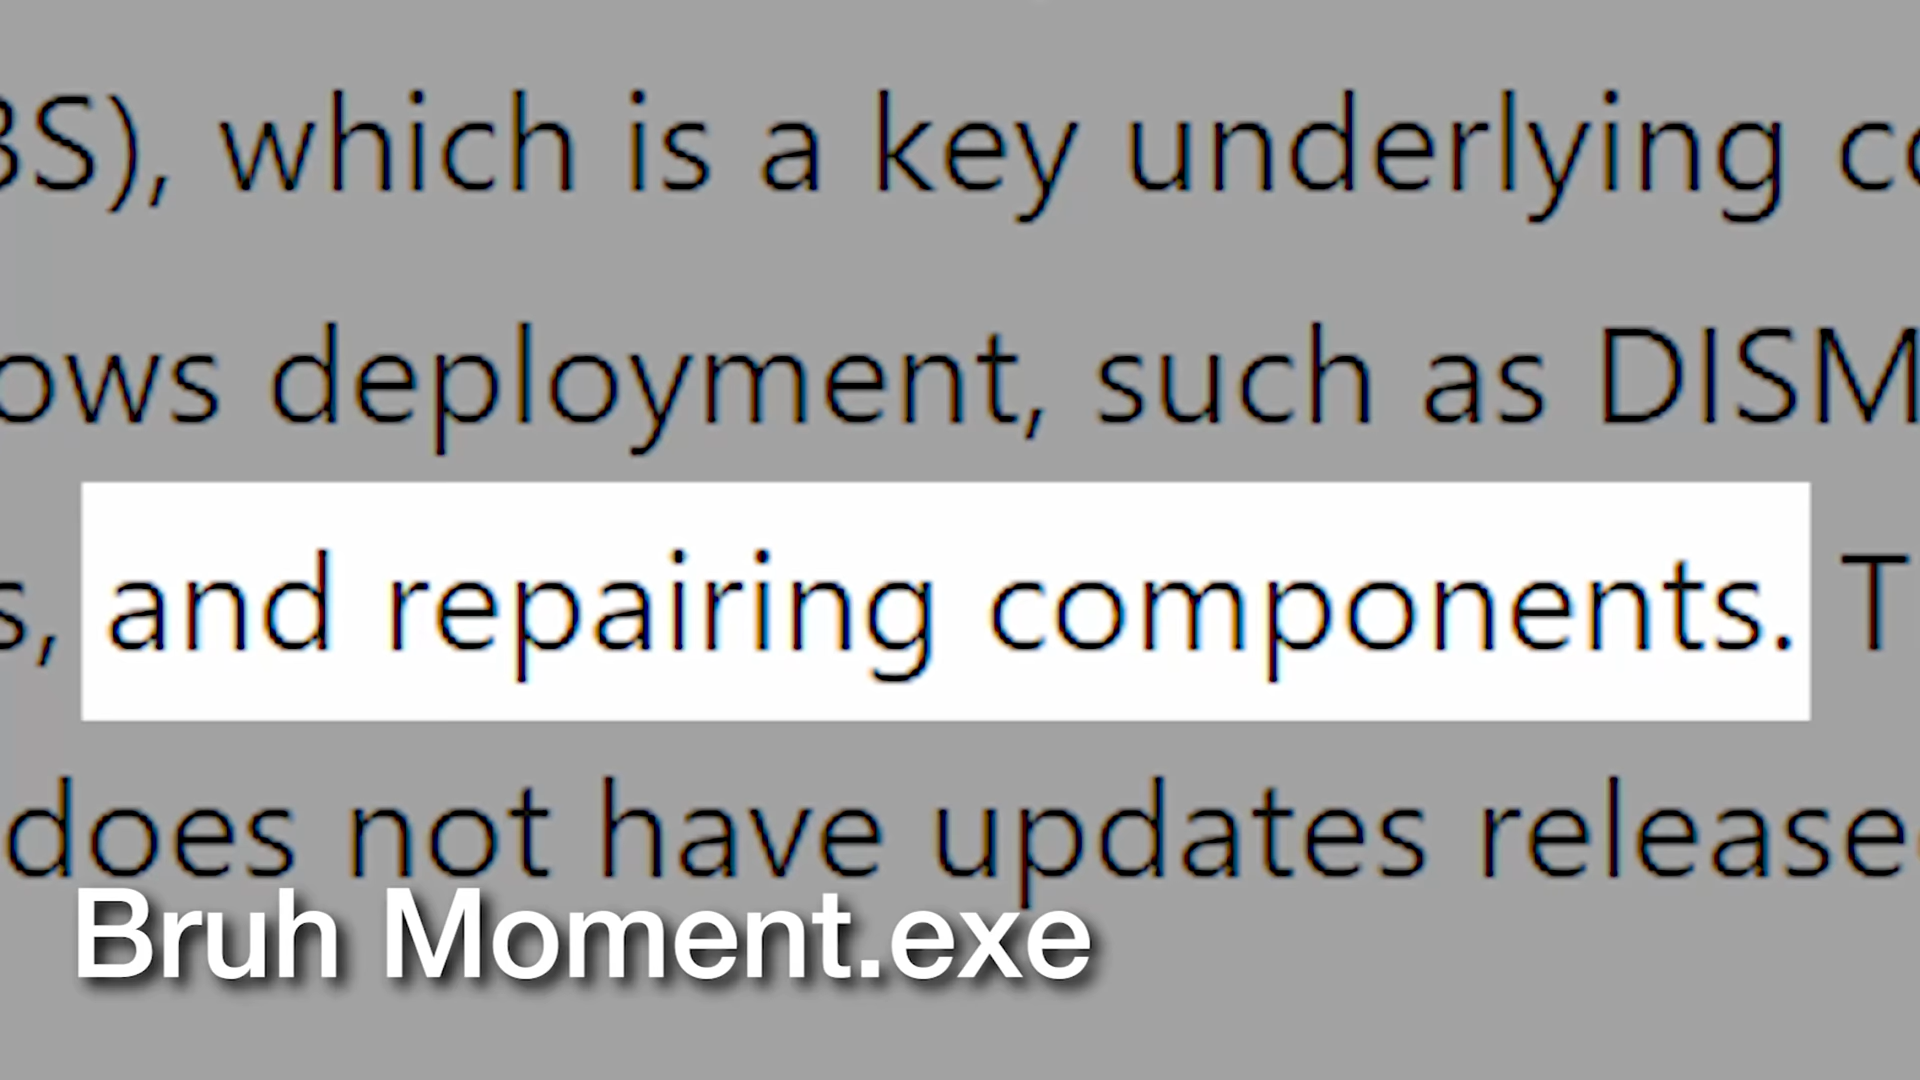 BS), which is a key underlying
ows deployment, such as DISM
s, and repairing components. T
does not have updates release
Bruh Moment.exe